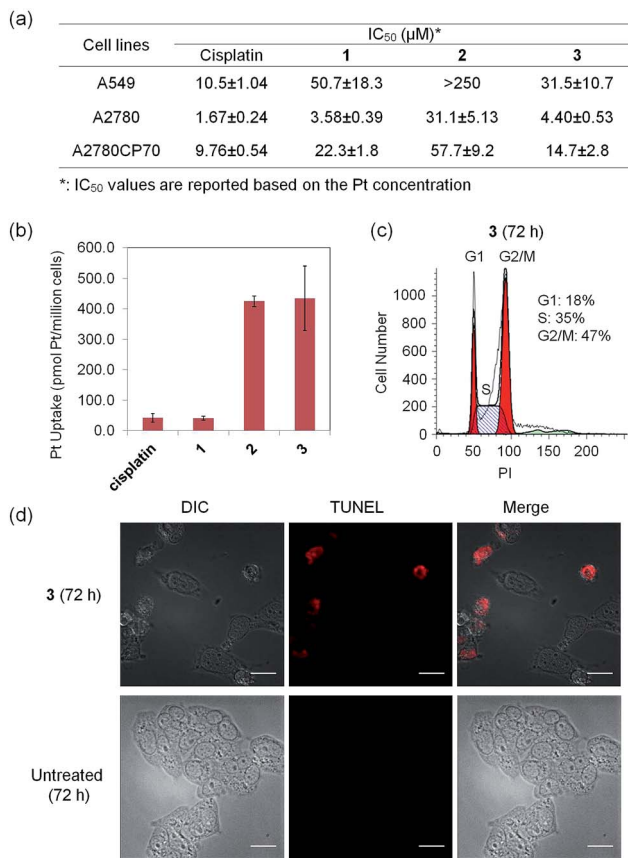 (a)
Cell lines
IC50 (µM)*
Cisplatin 1 2 3
A549 10.5±1.04 50.7±18.3 >250 31.5±10.7
A2780 1.67±0.24 3.58±0.39 31.1±5.13 4.40±0.53
A2780CP70 9.76±0.54 22.3±1.8 57.7±9.2 14.7±2.8
*: IC50 values are reported based on the Pt concentration
(b)
Pt Uptake (pmol Pt/million cells)
600.0
500.0
400.0
300.0
200.0
100.0
0.0
cisplatin 1 2 3
(c)
3 (72 h)
G1 G2/M
G1: 18%
S: 35%
G2/M: 47%
S
Cell Number
1000
800
600
400
200
0
0 50 100 150 200
PI
(d)
DIC TUNEL Merge
3 (72 h)
Untreated
(72 h)